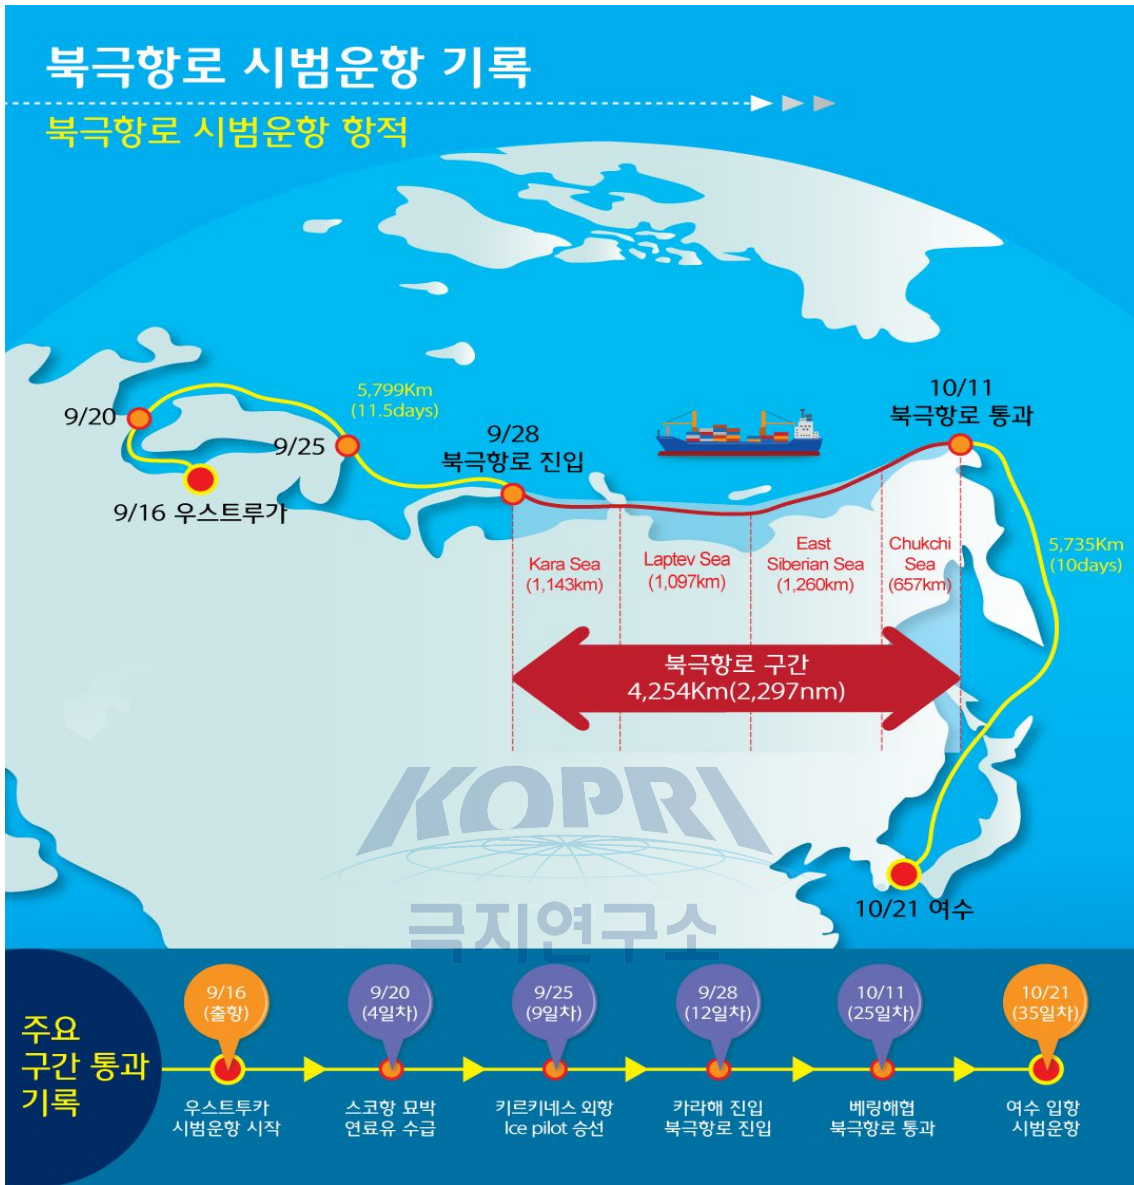 북극항로 시범운항 기록
북극항로 시범운항 항적
9/20
5,799Km
(11.5days)
9/25
9/16 우스트루가
9/28
북극항로 진입
10/11
북극항로 통과
Kara Sea
(1,143km)
Laptev Sea
(1,097km)
East
Siberian Sea
(1,260km)
Chukchi
Sea
(657km)
5,735Km
(10days)
북극항로 구간
4,254Km(2,297nm)
KOPRI
극지연구소
10/21 여수
주요
구간 통과
기록
9/16
(출항)
우스트투카
시범운항 시작
9/20
(4일차)
스코항 묘박
연료유 수급
9/25
(9일차)
키르키네스 외항
Ice pilot 승선
9/28
(12일차)
카라해 진입
북극항로 진입
10/11
(25일차)
베링해협
북극항로 통과
10/21
(35일차)
여수 입항
시범운항